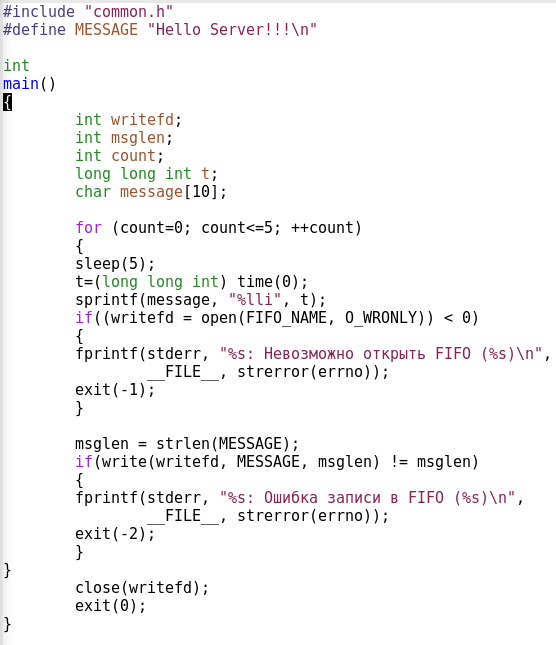 #include "common.h"
#define MESSAGE "Hello Server!!!\n"
int
main()
{
int writefd;
int msglen;
int count;
long long int t;
char message[10];
for (count=0; count<=5; ++count)
{
sleep(5);
t=(long long int) time(0);
sprintf(message, "%lli", t);
if((writefd = open(FIFO_NAME, O_WRONLY)) < 0)
{
fprintf(stderr, "%s: Невозможно открыть FIFO (%s)\n",
__FILE__, strerror(errno));
exit(-1);
}
msglen = strlen(MESSAGE);
if(write(writefd, MESSAGE, msglen) != msglen)
{
fprintf(stderr, "%s: Ошибка записи в FIFO (%s)\n",
__FILE__, strerror(errno));
exit(-2);
}
}
close(writefd);
exit(0);
}